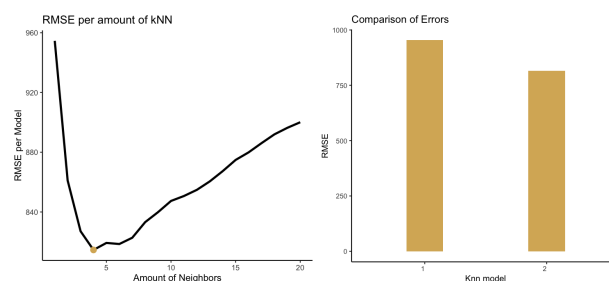 RMSE per amount of kNN
960
920
880
840
RMSE per Model
5
10
15
20
Amount of Neighbors
Comparison of Errors
1000
750
500
250
0
RMSE
1
2
Knn model